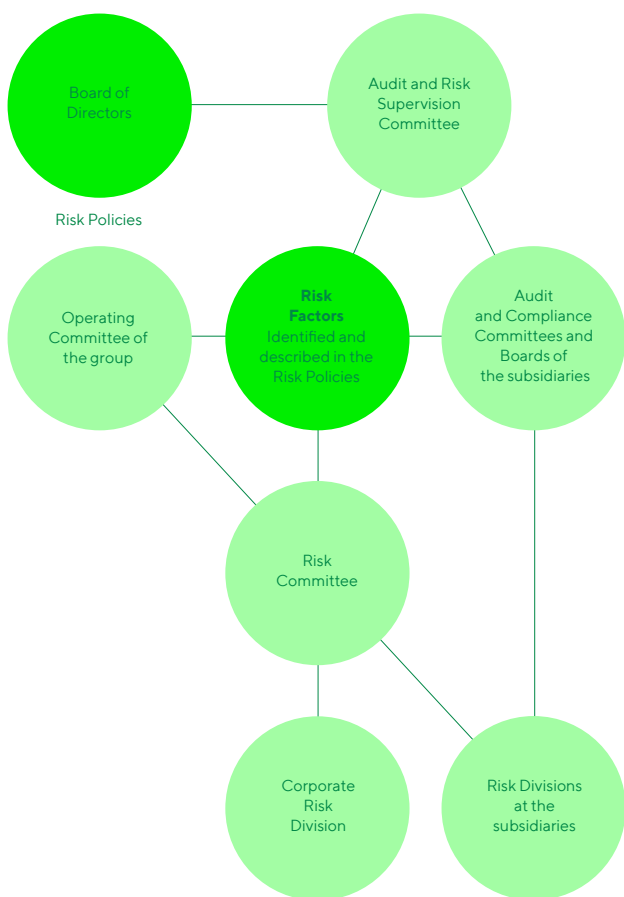 Board of
Directors
Audit and Risk
Supervision
Committee
Risk Policies
Operating
Committee of
the group
Risk
Factors
Identified and
described in the
Risk Policies
Audit
and Compliance
Committees and
Boards of
the subsidiaries
Risk
Committee
Corporate
Risk
Division
Risk Divisions
at the
subsidiaries